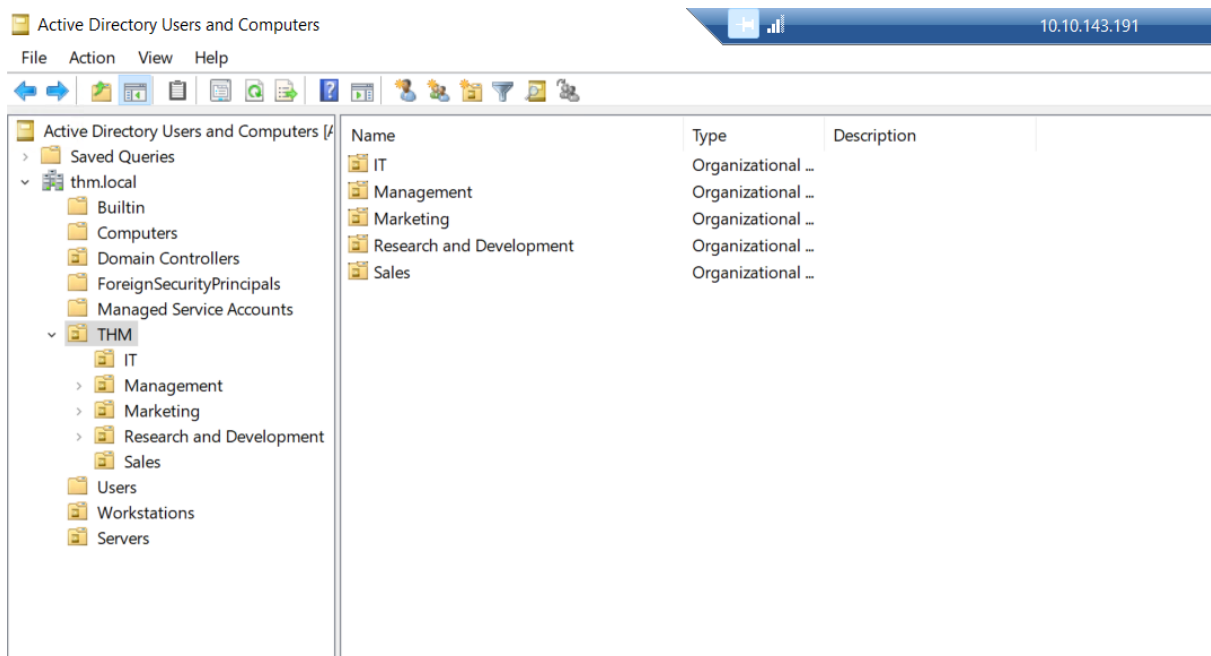 Active Directory Users and Computers
10.10.143.191
File Action View Help
Active Directory Users and Computers [A
Saved Queries
thm.local
Builtin
Computers
Domain Controllers
ForeignSecurityPrincipals
Managed Service Accounts
THM
IT
Management
Marketing
Research and Development
Sales
Users
Workstations
Servers
Name Type Description
IT Organizational ...
Management Organizational ...
Marketing Organizational ...
Research and Development Organizational ...
Sales Organizational ...